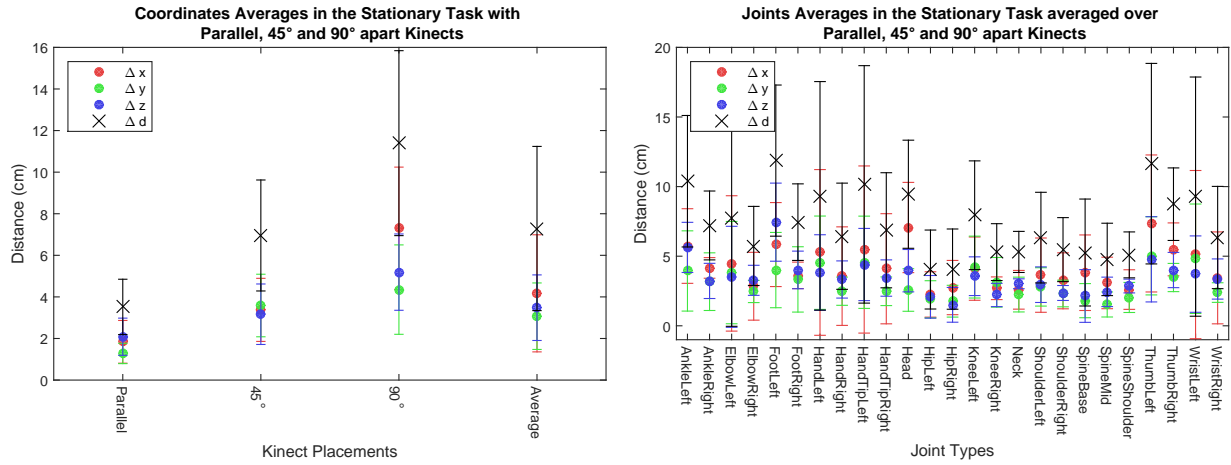 Coordinates Averages in the Stationary Task with
Parallel, 45° and 90° apart Kinects
16
14
12
10
8
6
4
2
0
Distance (cm)
Δ x
Δ y
Δ z
Δ d
Parallel
45°
90°
Average
Kinect Placements
Joints Averages in the Stationary Task averaged over
Parallel, 45° and 90° apart Kinects
20
15
10
5
0
Distance (cm)
Δ x
Δ y
Δ z
Δ d
AnkleLeft
AnkleRight
ElbowLeft
ElbowRight
FootLeft
FootRight
HandLeft
HandRight
HandTipLeft
HandTipRight
Head
HipLeft
HipRight
KneeLeft
KneeRight
Neck
ShoulderLeft
ShoulderRight
SpineBase
SpineMid
SpineShoulder
ThumbLeft
ThumbRight
WristLeft
WristRight
Joint Types